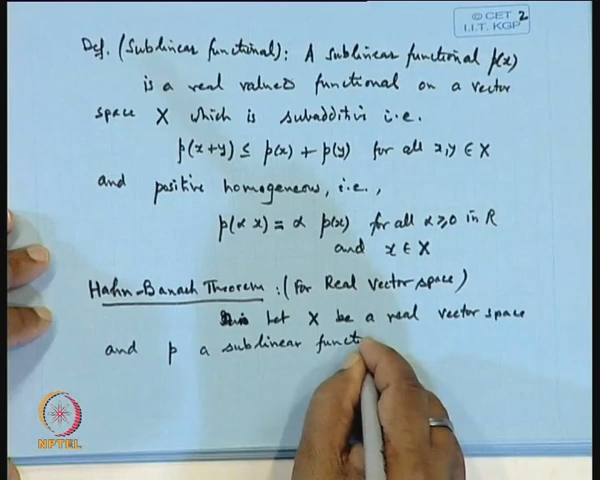 © CET
I.I.T. KGP
2
Def. (Sublinear functional): A sublinear functional p(x)
is a real valued functional on a vector
space X which is subadditive i.e.
p(x+y) ≤ p(x) + p(y) for all x, y ∈ X
and positive homogeneous, i.e.,
p(α x) = α p(x) for all α ≥ 0 in R
and x ∈ X
Hahn-Banach Theorem : (For Real vector space)
Let X be a real vector space
and p a sublinear funct
NPTEL